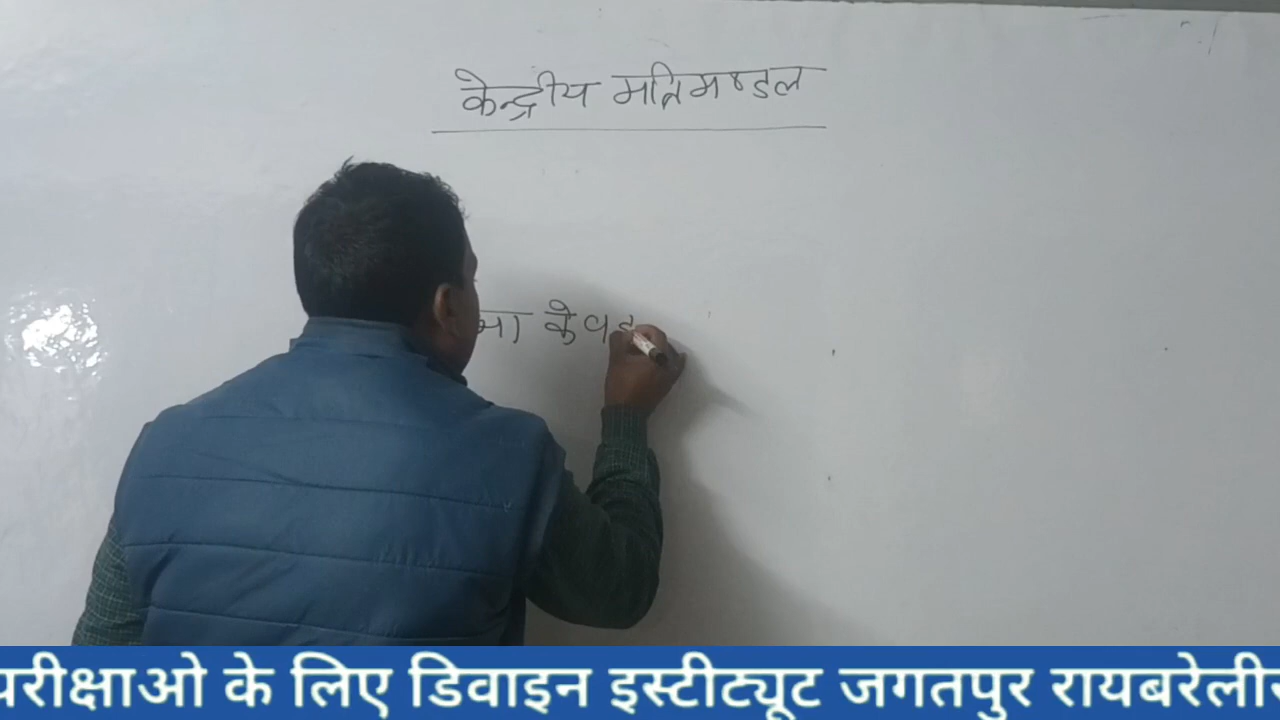 केन्द्रीय मन्त्रिमण्डल
के
परीक्षाओ के लिए डिवाइन इस्टीट्यूट जगतपुर रायबरेली